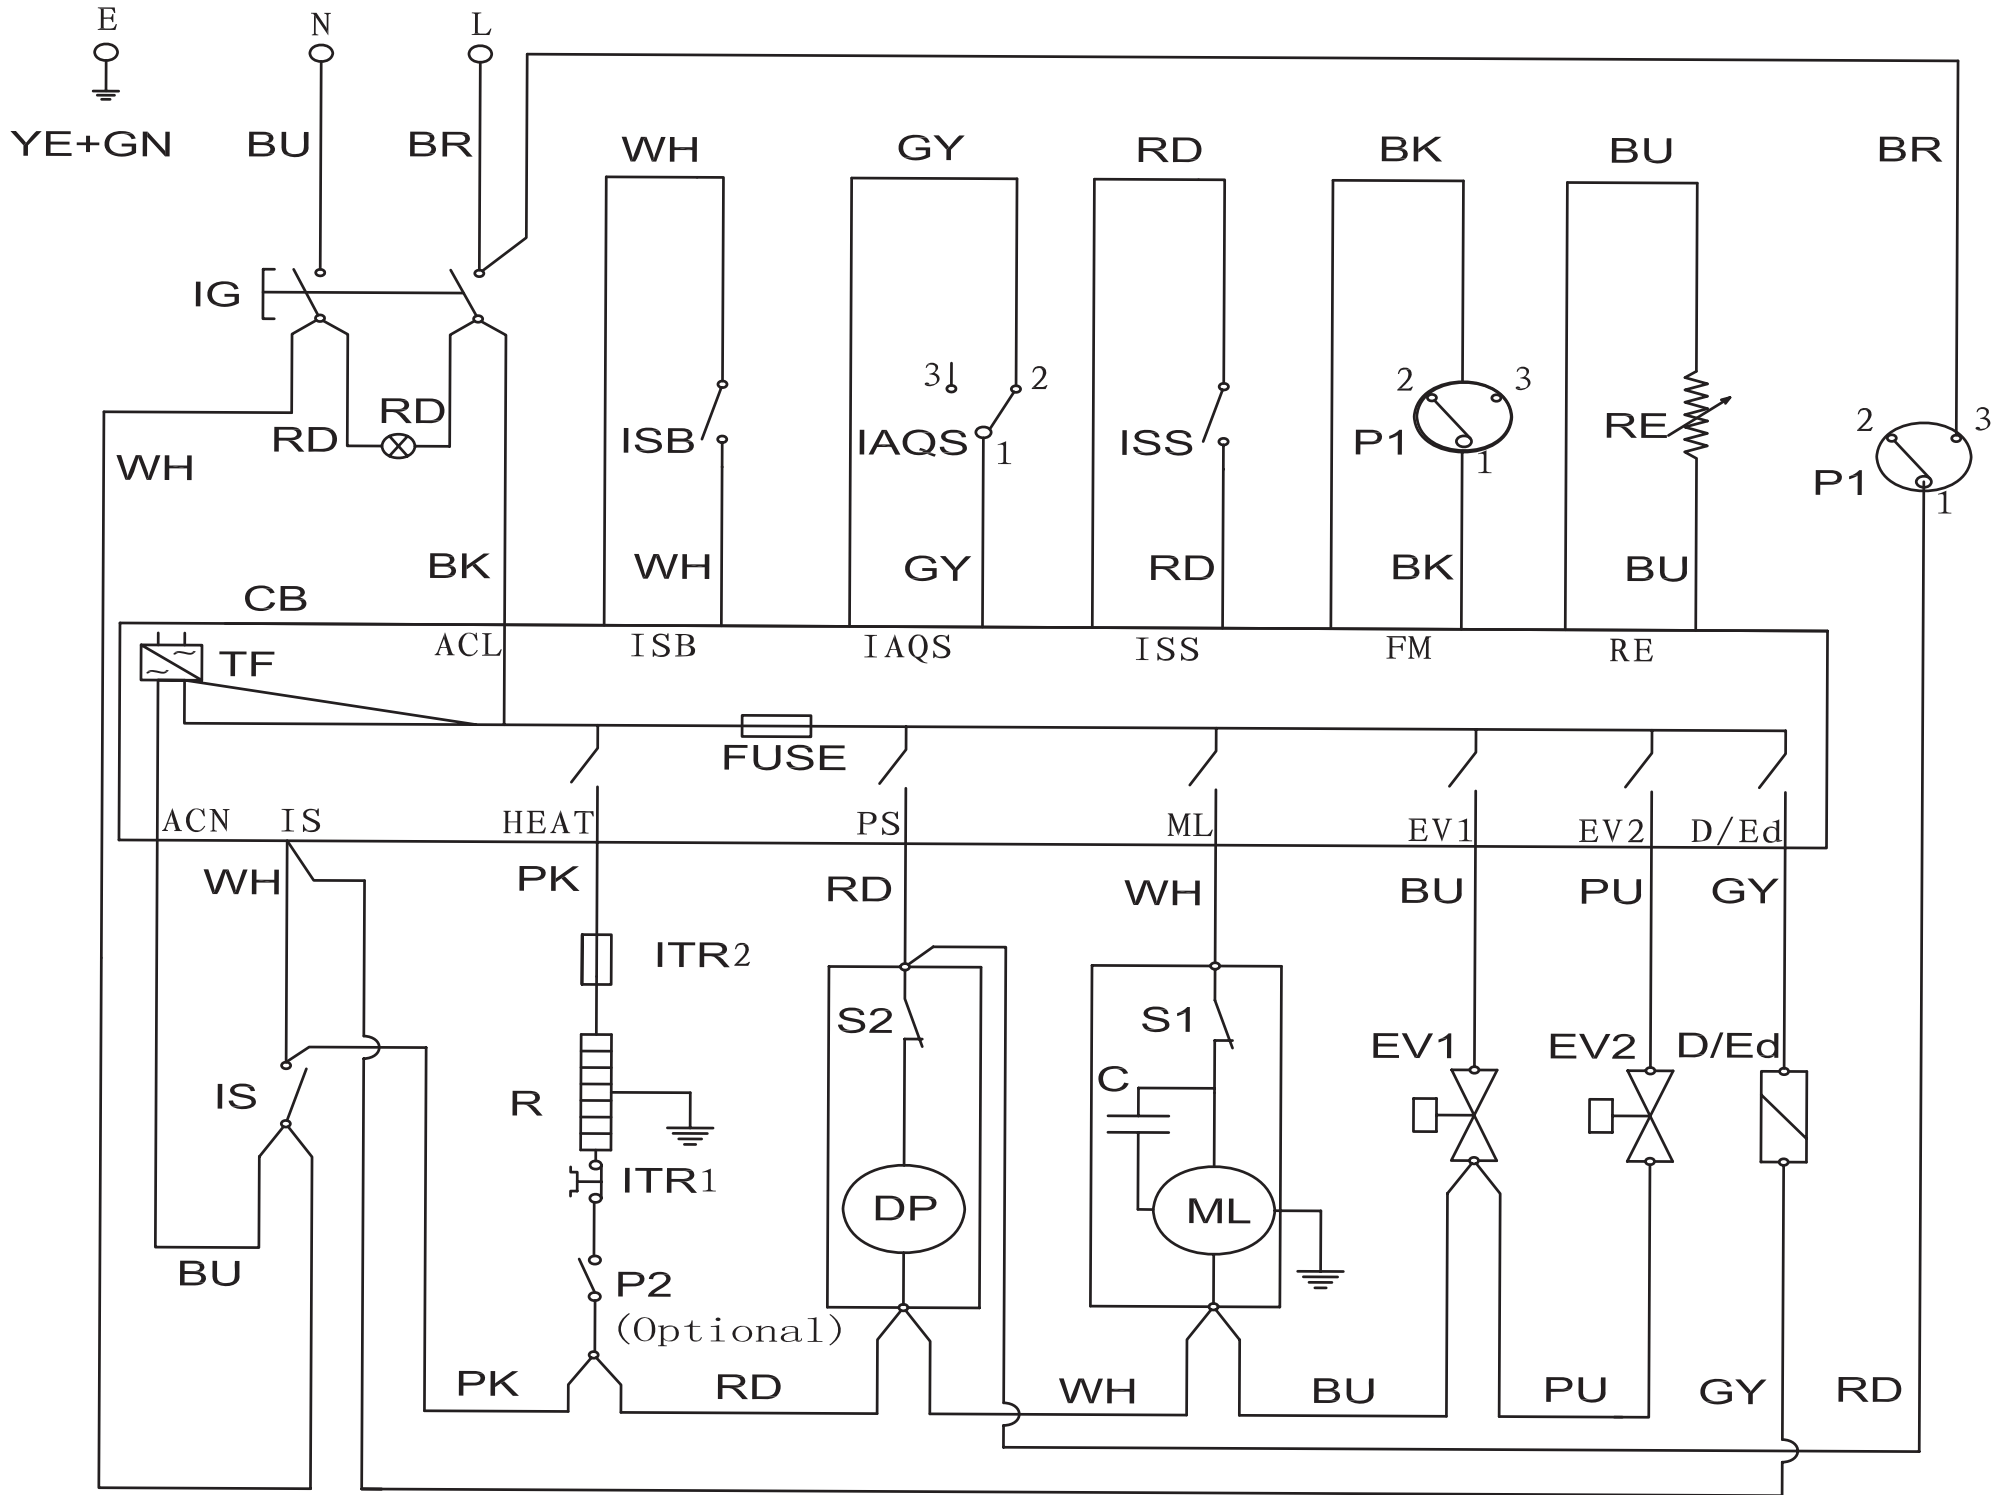 E N L
YE+GN BU BR WH GY RD BK BU BR
IG
3 2 2 3
RD RD ISB IAQS 1 ISS P1 1 RE 2 3
WH P1 1
BK WH GY RD BK BU
CB
TF ACL ISB IAQS ISS FM RE
FUSE
ACN IS HEAT PS ML EV1 EV2 D/Ed
WH PK RD WH BU PU GY
ITR2
S2 S1 EV1 EV2 D/Ed
IS R C
ITR1 DP ML
BU P2
(Optional)
PK RD WH BU PU GY RD